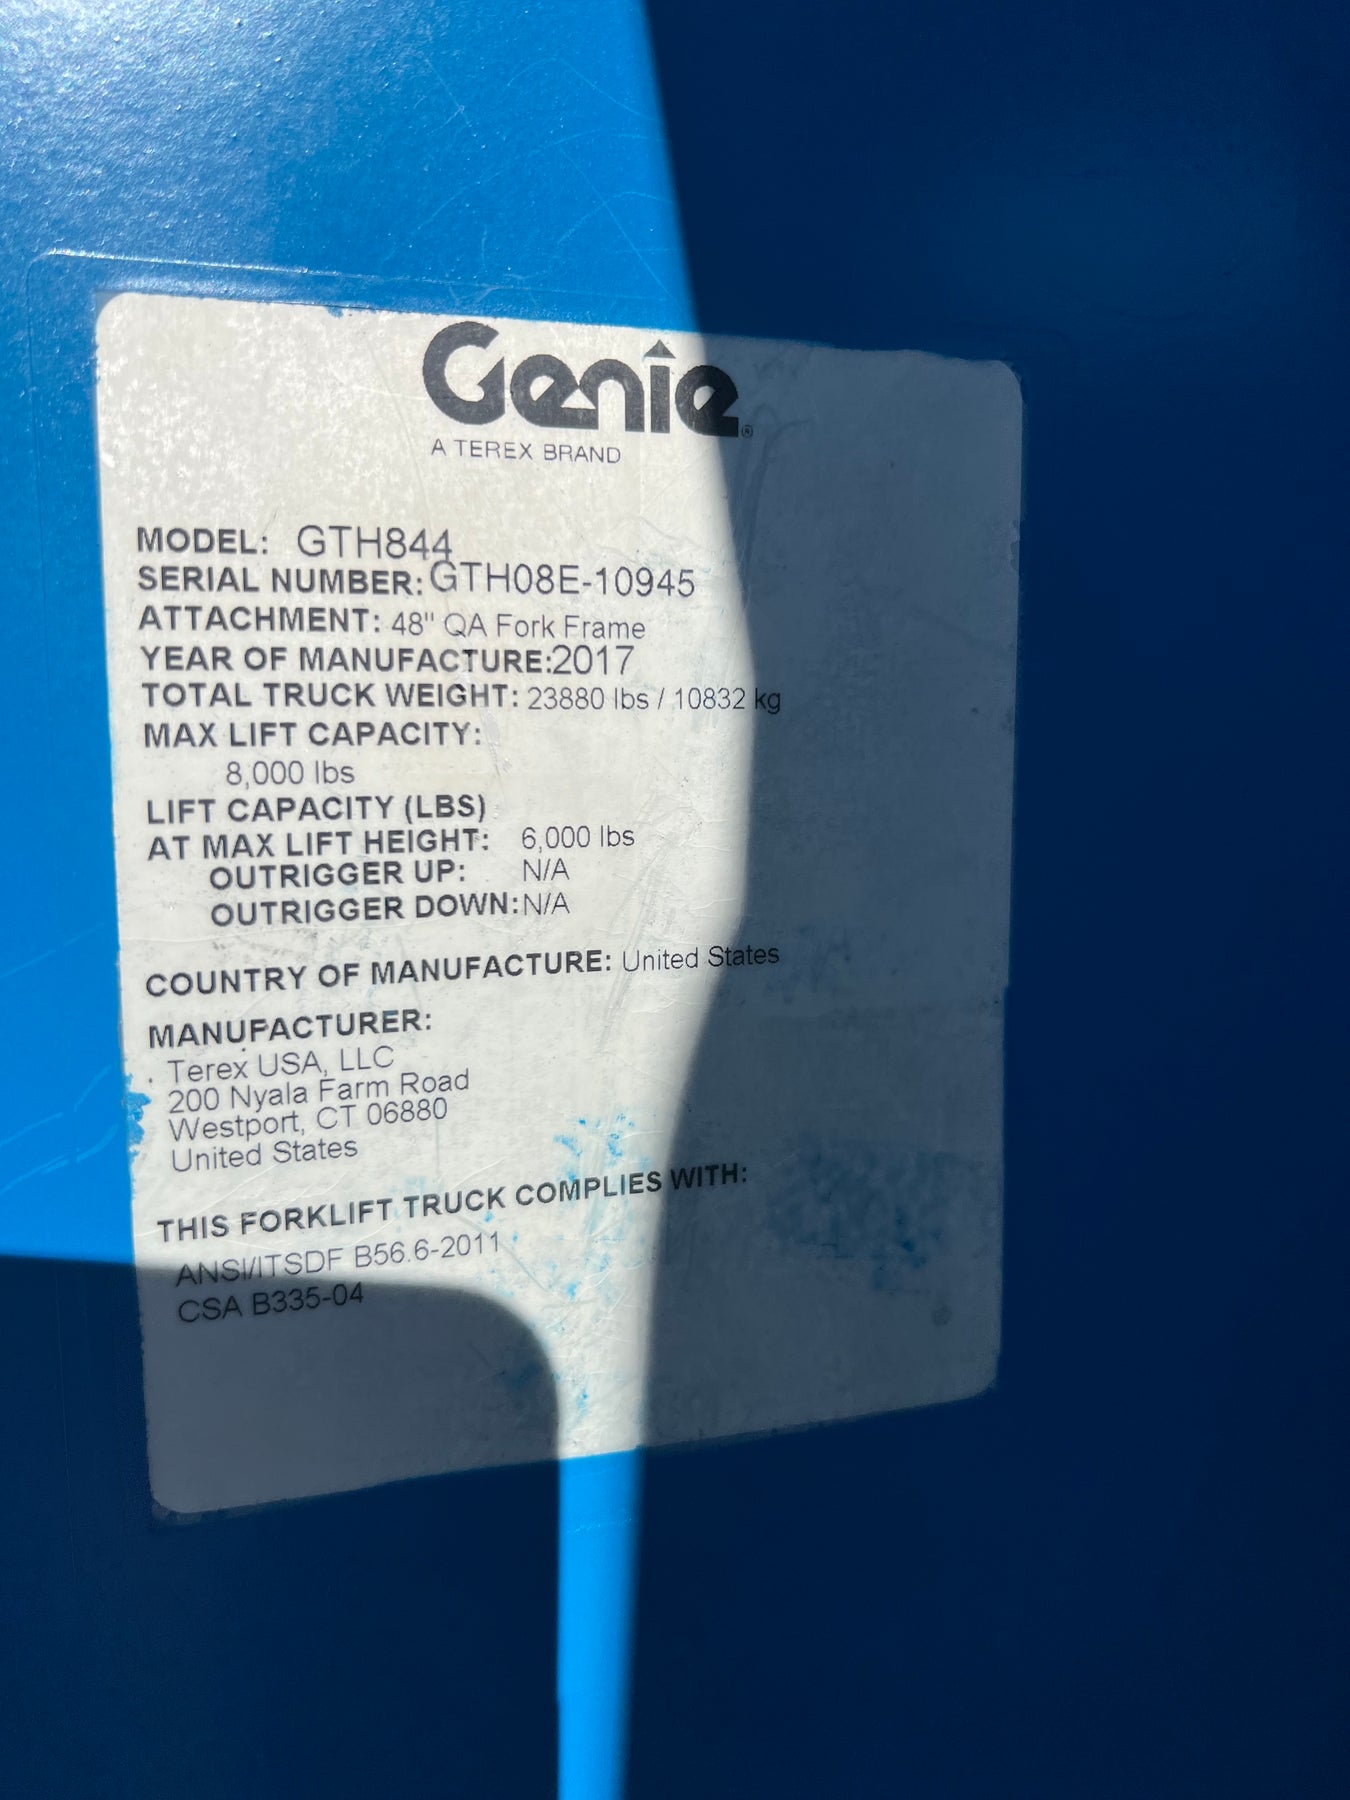 Genie®
A TEREX BRAND
MODEL: GTH844
SERIAL NUMBER: GTH08E-10945
ATTACHMENT: 48" QA Fork Frame
YEAR OF MANUFACTURE:2017
TOTAL TRUCK WEIGHT: 23880 lbs / 10832 kg
MAX LIFT CAPACITY:
8,000 lbs
LIFT CAPACITY (LBS)
AT MAX LIFT HEIGHT: 6,000 lbs
OUTRIGGER UP: N/A
OUTRIGGER DOWN: N/A
COUNTRY OF MANUFACTURE: United States
MANUFACTURER:
Terex USA, LLC
200 Nyala Farm Road
Westport, CT 06880
United States
THIS FORKLIFT TRUCK COMPLIES WITH:
ANSI/ITSDF B56.6-2011
CSA B335-04